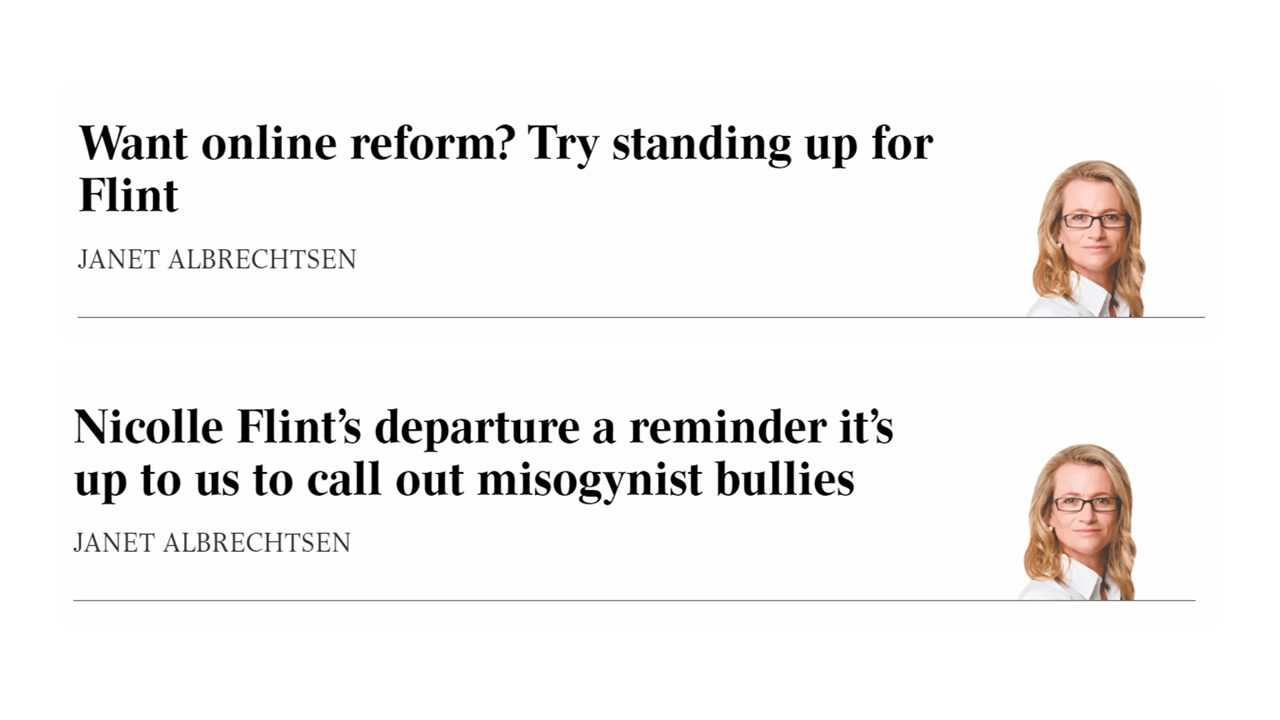 Want online reform? Try standing up for
Flint
JANET ALBRECHTSEN
Nicolle Flint’s departure a reminder it’s
up to us to call out misogynist bullies
JANET ALBRECHTSEN